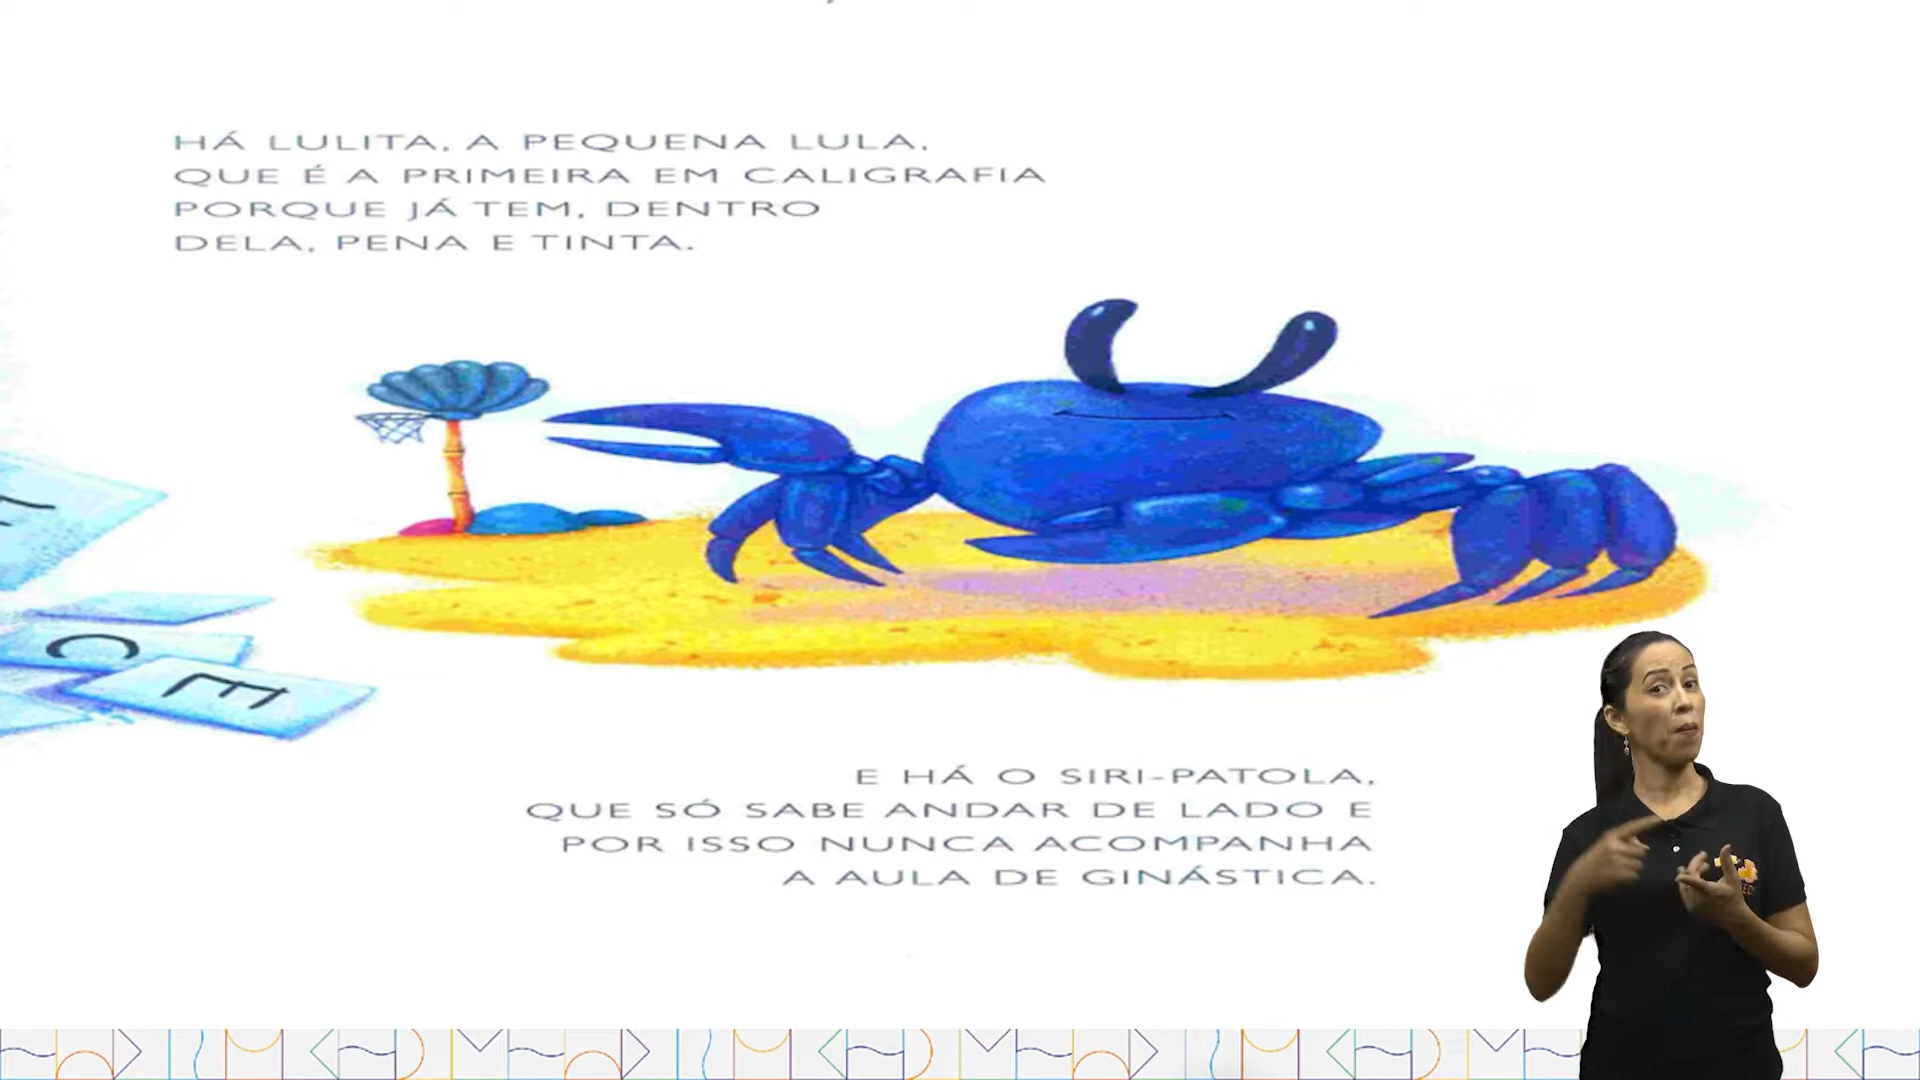 HÁ LULITA, A PEQUENA LULA,
QUE É A PRIMEIRA EM CALIGRAFIA
PORQUE JÁ TEM, DENTRO
DELA, PENA E TINTA.
C
E
E HÁ O SIRI-PATOLA,
QUE SÓ SABE ANDAR DE LADO E
POR ISSO NUNCA ACOMPANHA
A AULA DE GINÁSTICA.